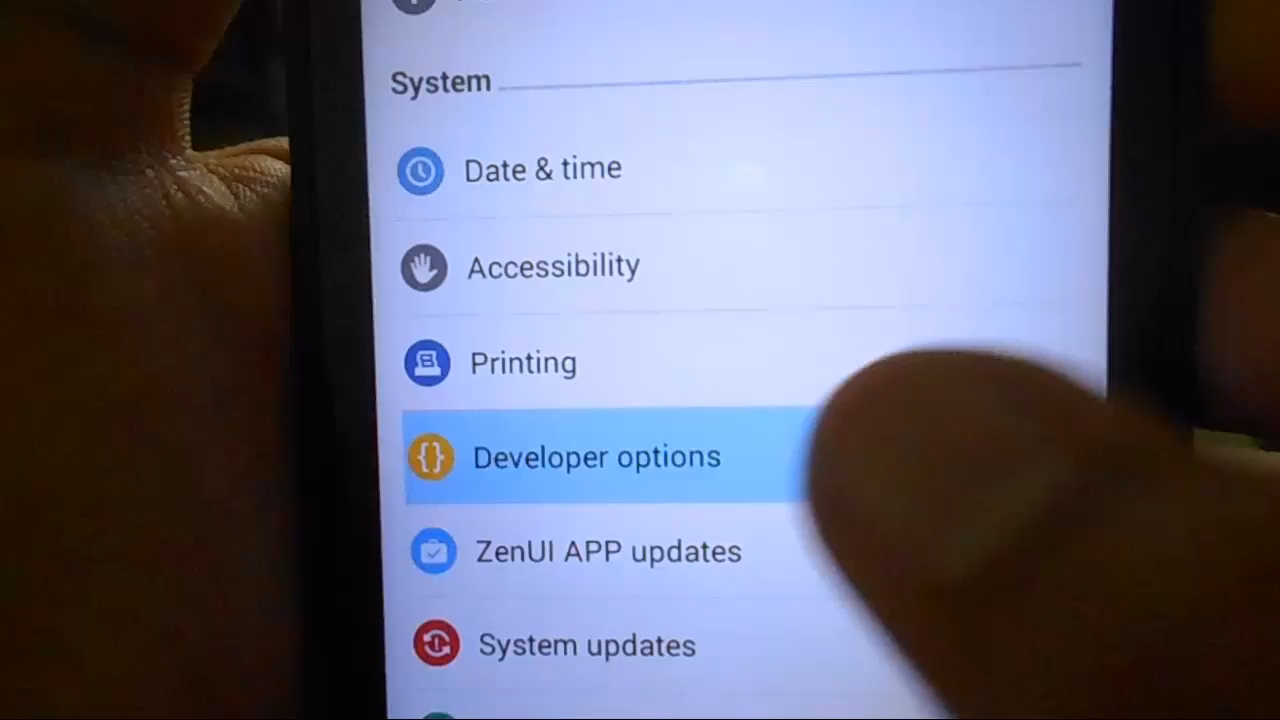 System
Date & time
Accessibility
Printing
Developer options
ZenUI APP updates
System updates